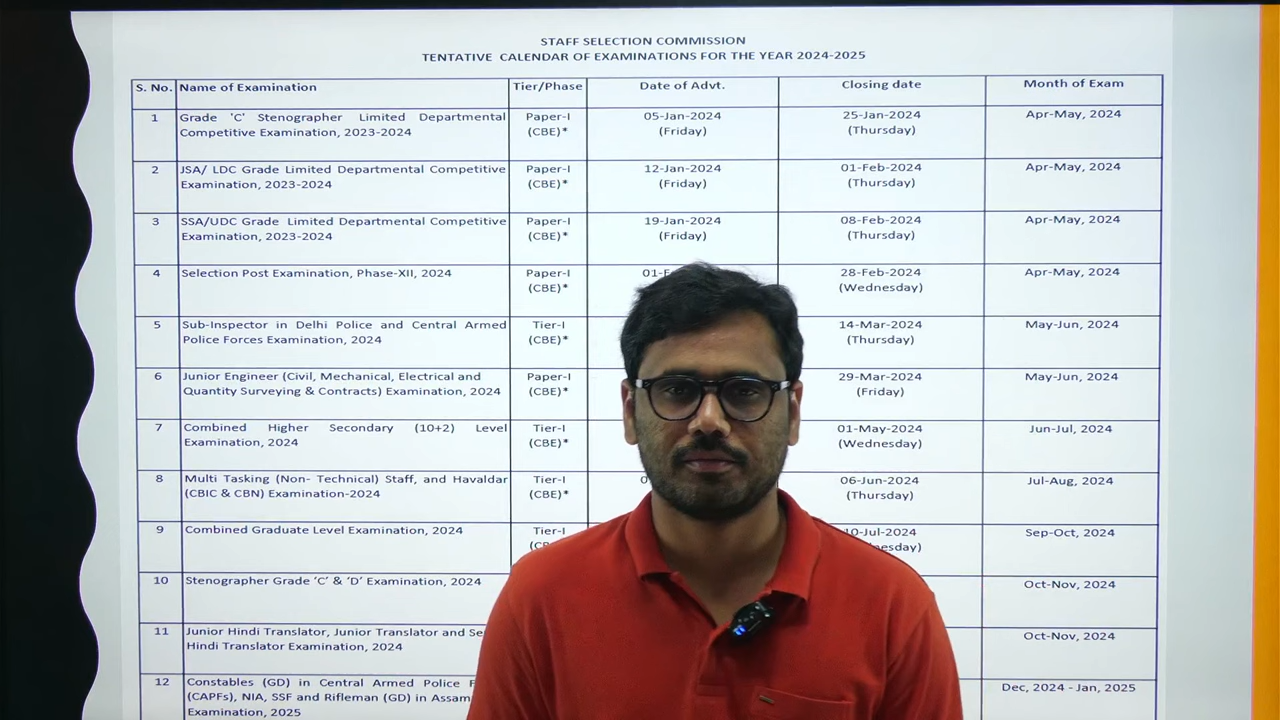 STAFF SELECTION COMMISSION
TENTATIVE CALENDAR OF EXAMINATIONS FOR THE YEAR 2024-2025
S. No. Name of Examination Tier/Phase Date of Advt. Closing date Month of Exam
1 Grade 'C' Stenographer Limited Departmental Paper-I 05-Jan-2024 25-Jan-2024 Apr-May, 2024
Competitive Examination, 2023-2024 (CBE)* (Friday) (Thursday)
2 JSA/ LDC Grade Limited Departmental Competitive Paper-I 12-Jan-2024 01-Feb-2024 Apr-May, 2024
Examination, 2023-2024 (CBE)* (Friday) (Thursday)
3 SSA/UDC Grade Limited Departmental Competitive Paper-I 19-Jan-2024 08-Feb-2024 Apr-May, 2024
Examination, 2023-2024 (CBE)* (Friday) (Thursday)
4 Selection Post Examination, Phase-XII, 2024 Paper-I 28-Feb-2024 Apr-May, 2024
(CBE)* (Wednesday)
5 Sub-Inspector in Delhi Police and Central Armed Tier-I 14-Mar-2024 May-Jun, 2024
Police Forces Examination, 2024 (CBE)* (Thursday)
6 Junior Engineer (Civil, Mechanical, Electrical and Paper-I 29-Mar-2024 May-Jun, 2024
Quantity Surveying & Contracts) Examination, 2024 (CBE)* (Friday)
7 Combined Higher Secondary (10+2) Level Tier-I 01-May-2024 Jun-Jul, 2024
Examination, 2024 (CBE)* (Wednesday)
8 Multi Tasking (Non- Technical) Staff, and Havaldar Tier-I 06-Jun-2024 Jul-Aug, 2024
(CBIC & CBN) Examination-2024 (CBE)* (Thursday)
9 Combined Graduate Level Examination, 2024 Tier-I 10-Jul-2024 Sep-Oct, 2024
10 Stenographer Grade 'C' & 'D' Examination, 2024 Oct-Nov, 2024
11 Junior Hindi Translator, Junior Translator and Oct-Nov, 2024
Hindi Translator Examination, 2024
12 Constables (GD) in Central Armed Police Dec, 2024 - Jan, 2025
(CAPFs), NIA, SSF and Rifleman (GD) in Assam
Examination, 2025